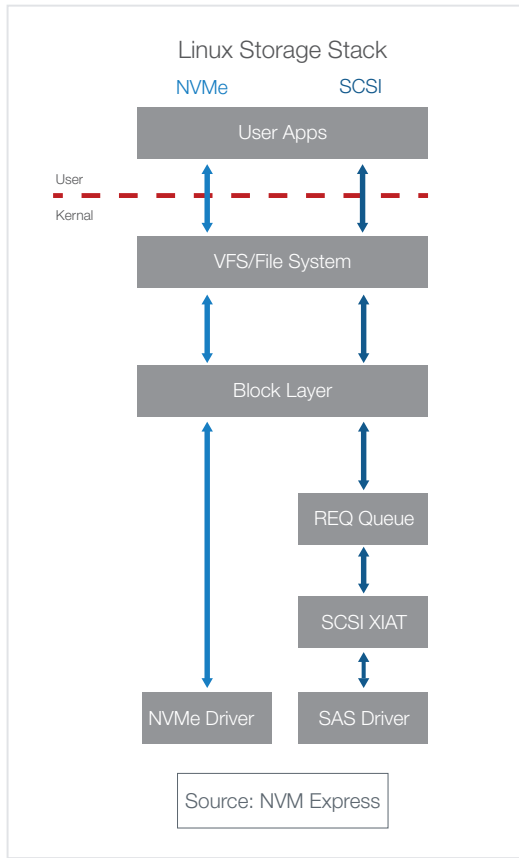 Linux Storage Stack
NVMe
SCSI
User Apps
User
Kernal
VFS/File System
Block Layer
REQ Queue
SCSI XIAT
NVMe Driver
SAS Driver
Source: NVM Express